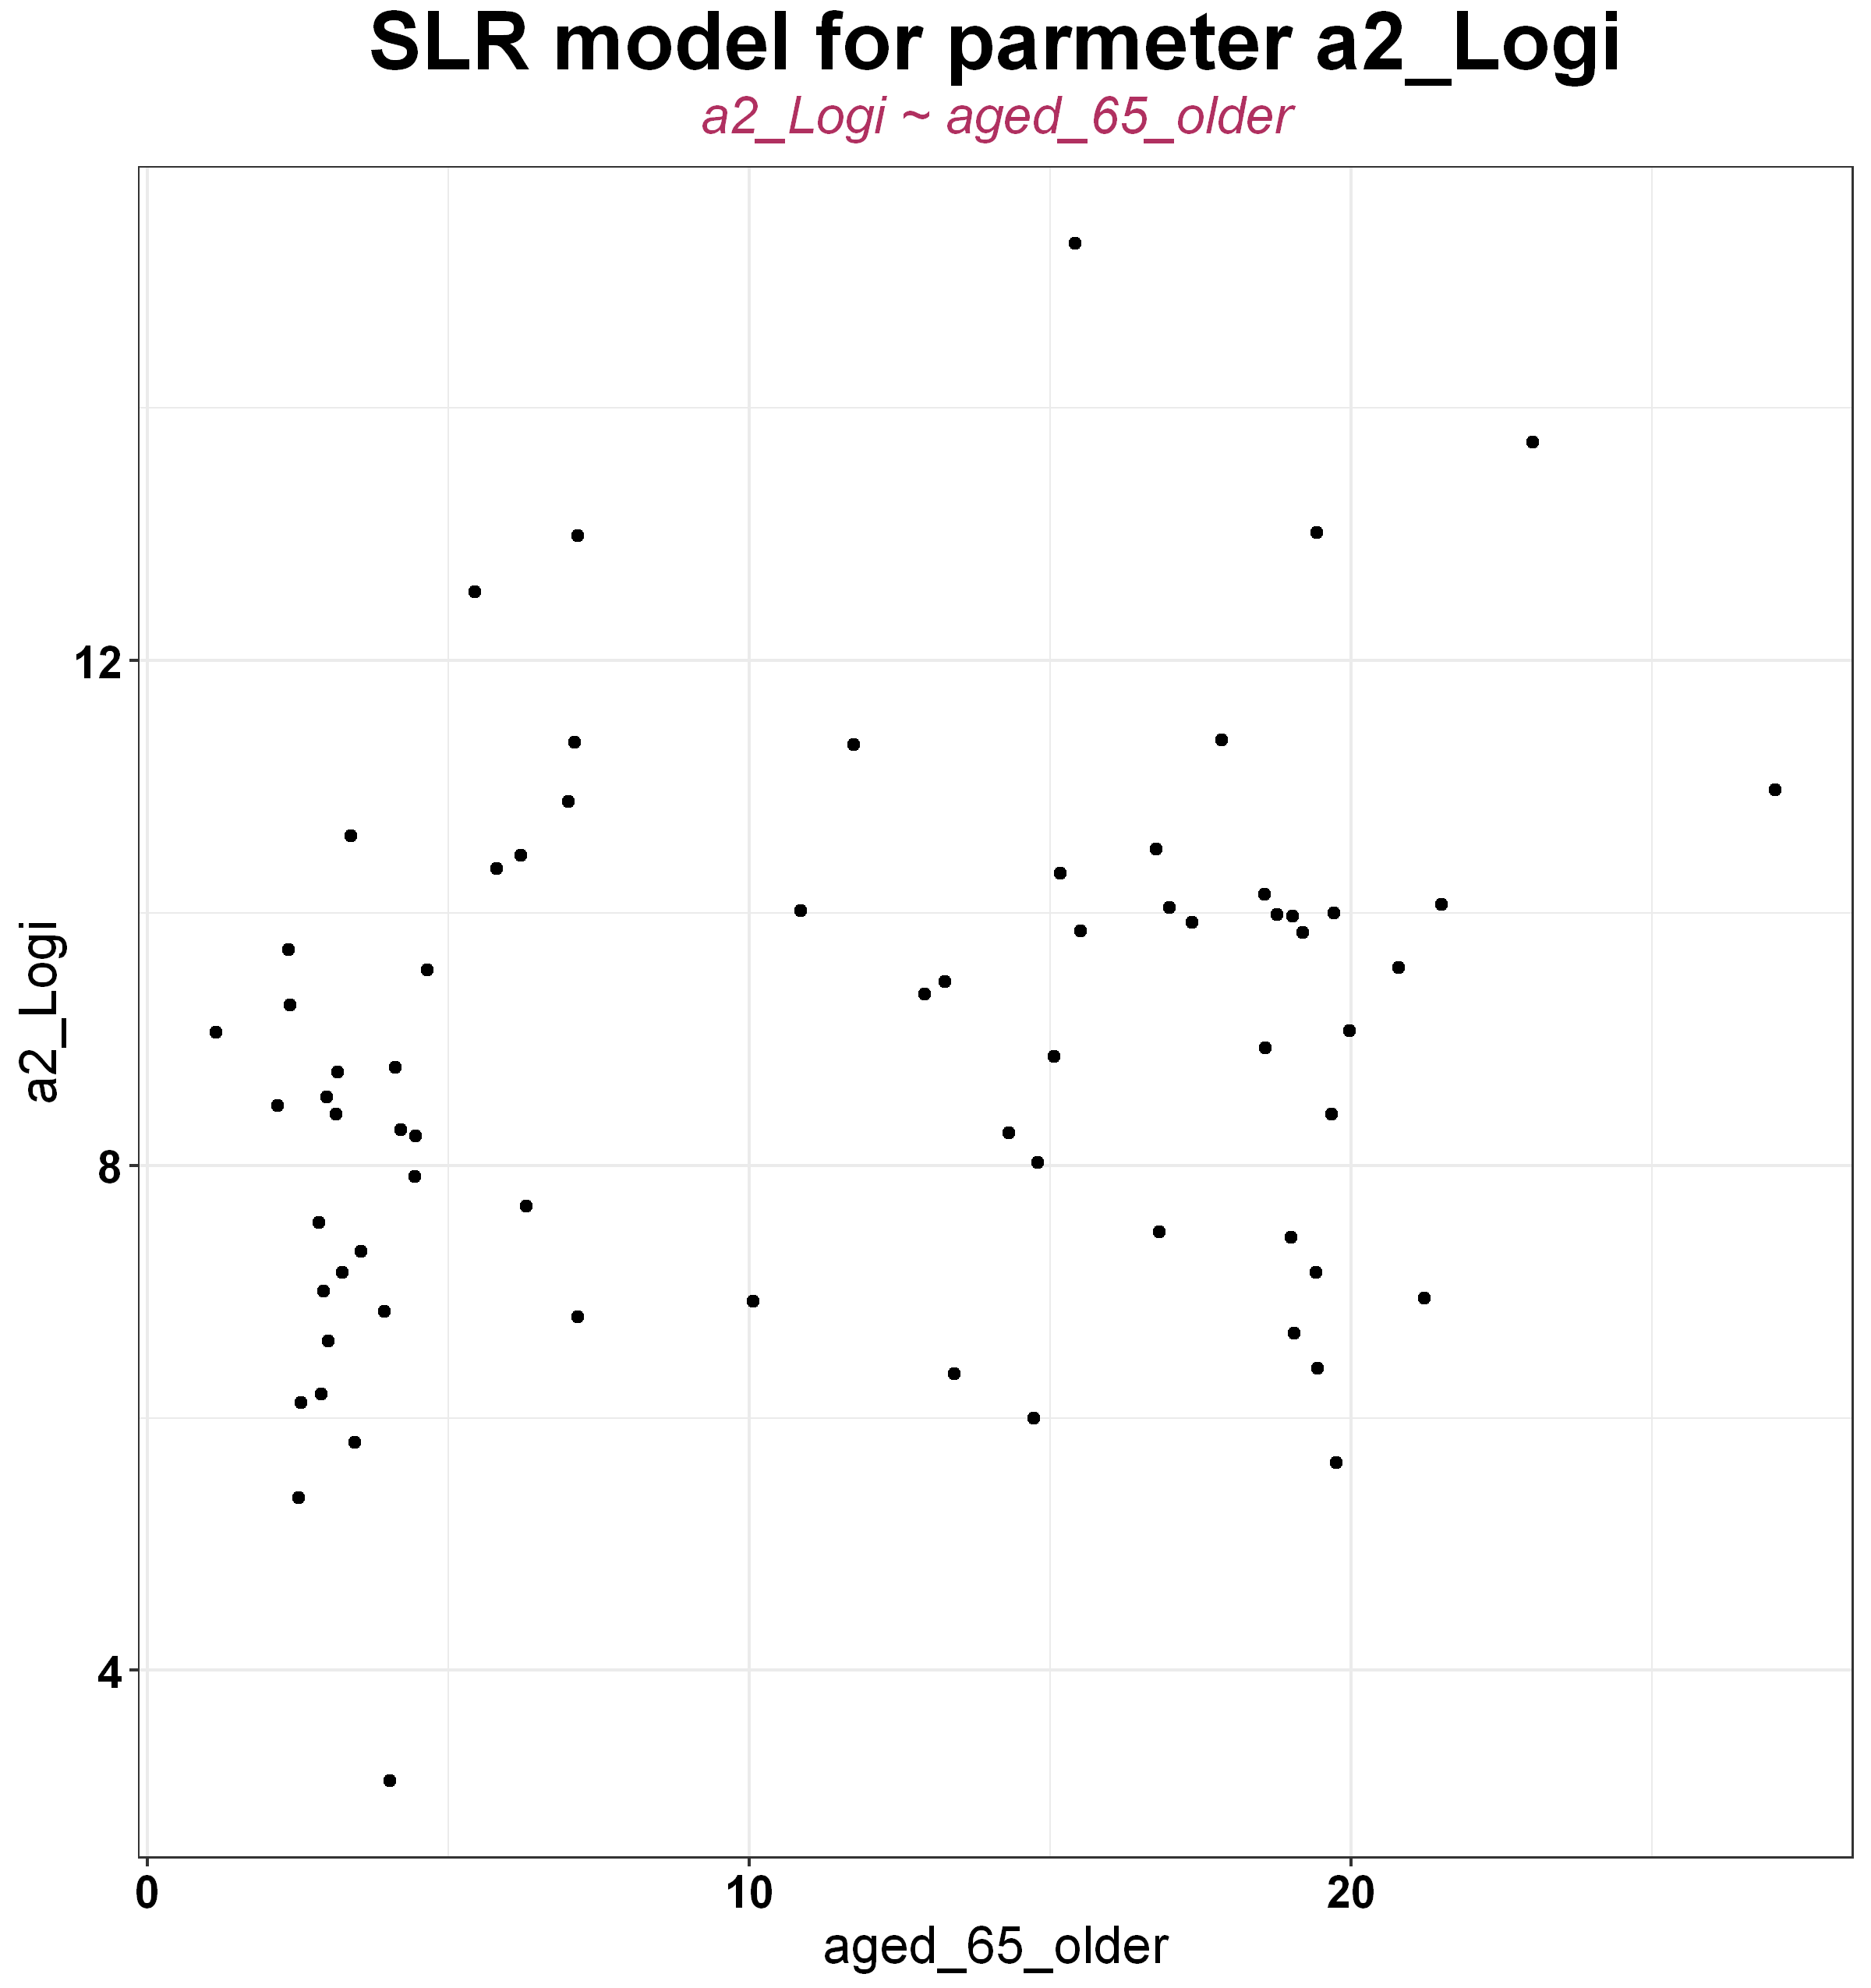 SLR model for parmeter a2_Logi
a2_Logi ~ aged_65_older
a2_Logi
12
8
4
0 10 20
aged_65_older